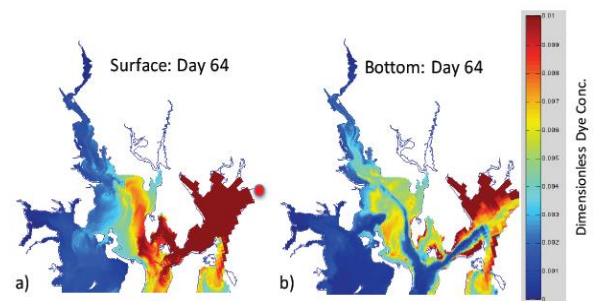 Surface: Day 64
Bottom: Day 64
a)
b)
0.01
0.009
0.008
0.007
0.006
0.005
0.004
0.003
0.002
0.001
0
Dimensionless Dye Conc.